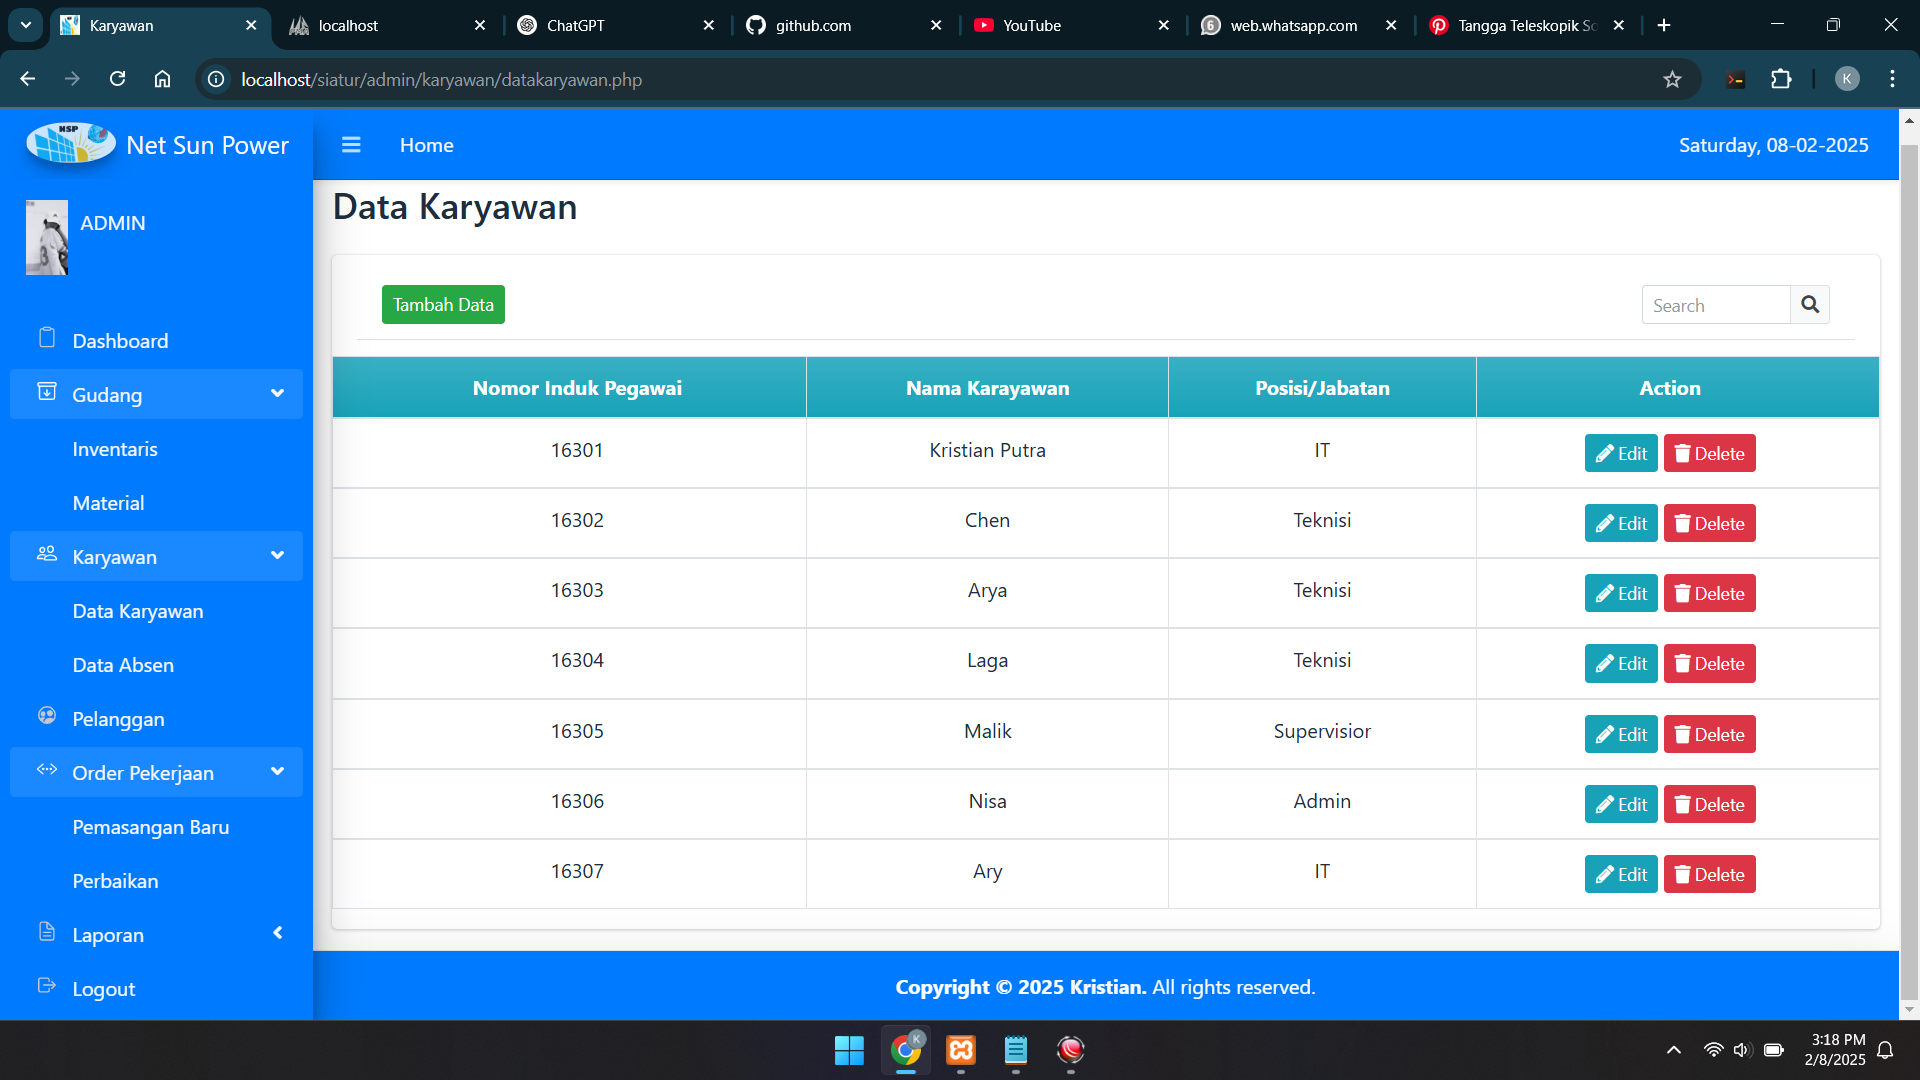 Karyawan
localhost
ChatGPT
github.com
YouTube
6
web.whatsapp.com
Tangga Teleskopik
localhost/siatur/admin/karyawan/datakaryawan.php
K
NSP
Net Sun Power
Home
Saturday, 08-02-2025
ADMIN
Dashboard
Gudang
Inventaris
Material
Karyawan
Data Karyawan
Data Absen
Pelanggan
Order Pekerjaan
Pemasangan Baru
Perbaikan
Laporan
Logout
Data Karyawan
Tambah Data
Search
Nomor Induk Pegawai Nama Karayawan Posisi/Jabatan Action
16301 Kristian Putra IT Edit Delete
16302 Chen Teknisi Edit Delete
16303 Arya Teknisi Edit Delete
16304 Laga Teknisi Edit Delete
16305 Malik Supervisior Edit Delete
16306 Nisa Admin Edit Delete
16307 Ary IT Edit Delete
Copyright © 2025 Kristian. All rights reserved.
K
3:18 PM
2/8/2025